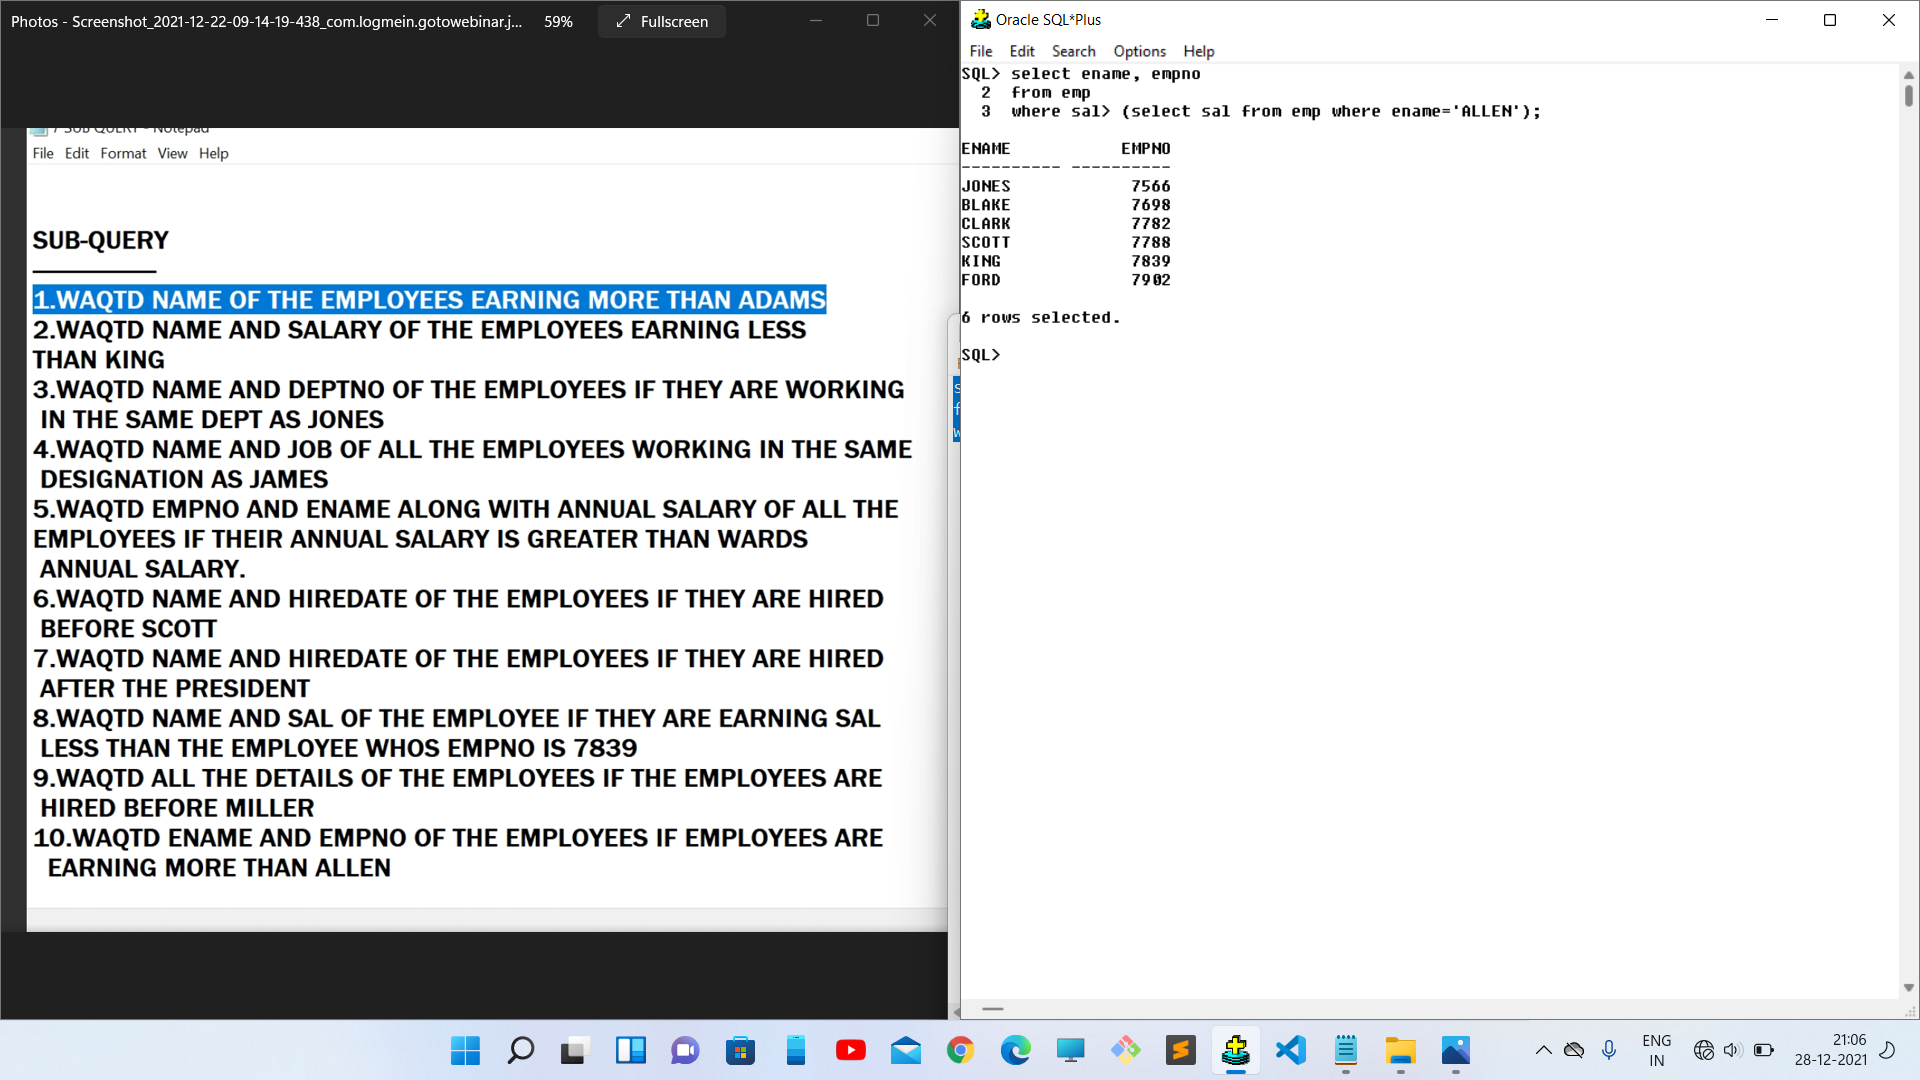 Photos - Screenshot_2021-12-22-09-14-19-438_com.logmein.gotowebinar.j...
59%
Fullscreen
7 SUB QUERY - Notepad
File Edit Format View Help
SUB-QUERY
1.WAQTD NAME OF THE EMPLOYEES EARNING MORE THAN ADAMS
2.WAQTD NAME AND SALARY OF THE EMPLOYEES EARNING LESS
THAN KING
3.WAQTD NAME AND DEPTNO OF THE EMPLOYEES IF THEY ARE WORKING
IN THE SAME DEPT AS JONES
4.WAQTD NAME AND JOB OF ALL THE EMPLOYEES WORKING IN THE SAME
DESIGNATION AS JAMES
5.WAQTD EMPNO AND ENAME ALONG WITH ANNUAL SALARY OF ALL THE
EMPLOYEES IF THEIR ANNUAL SALARY IS GREATER THAN WARDS
ANNUAL SALARY.
6.WAQTD NAME AND HIREDATE OF THE EMPLOYEES IF THEY ARE HIRED
BEFORE SCOTT
7.WAQTD NAME AND HIREDATE OF THE EMPLOYEES IF THEY ARE HIRED
AFTER THE PRESIDENT
8.WAQTD NAME AND SAL OF THE EMPLOYEE IF THEY ARE EARNING SAL
LESS THAN THE EMPLOYEE WHOS EMPNO IS 7839
9.WAQTD ALL THE DETAILS OF THE EMPLOYEES IF THE EMPLOYEES ARE
HIRED BEFORE MILLER
10.WAQTD ENAME AND EMPNO OF THE EMPLOYEES IF EMPLOYEES ARE
EARNING MORE THAN ALLEN
Oracle SQL*Plus
File Edit Search Options Help
SQL> select ename, empno
2 from emp
3 where sal> (select sal from emp where ename='ALLEN');
ENAME EMPNO
---------- ----------
JONES 7566
BLAKE 7698
CLARK 7782
SCOTT 7788
KING 7839
FORD 7902
6 rows selected.
SQL>
ENG
IN
21:06
28-12-2021